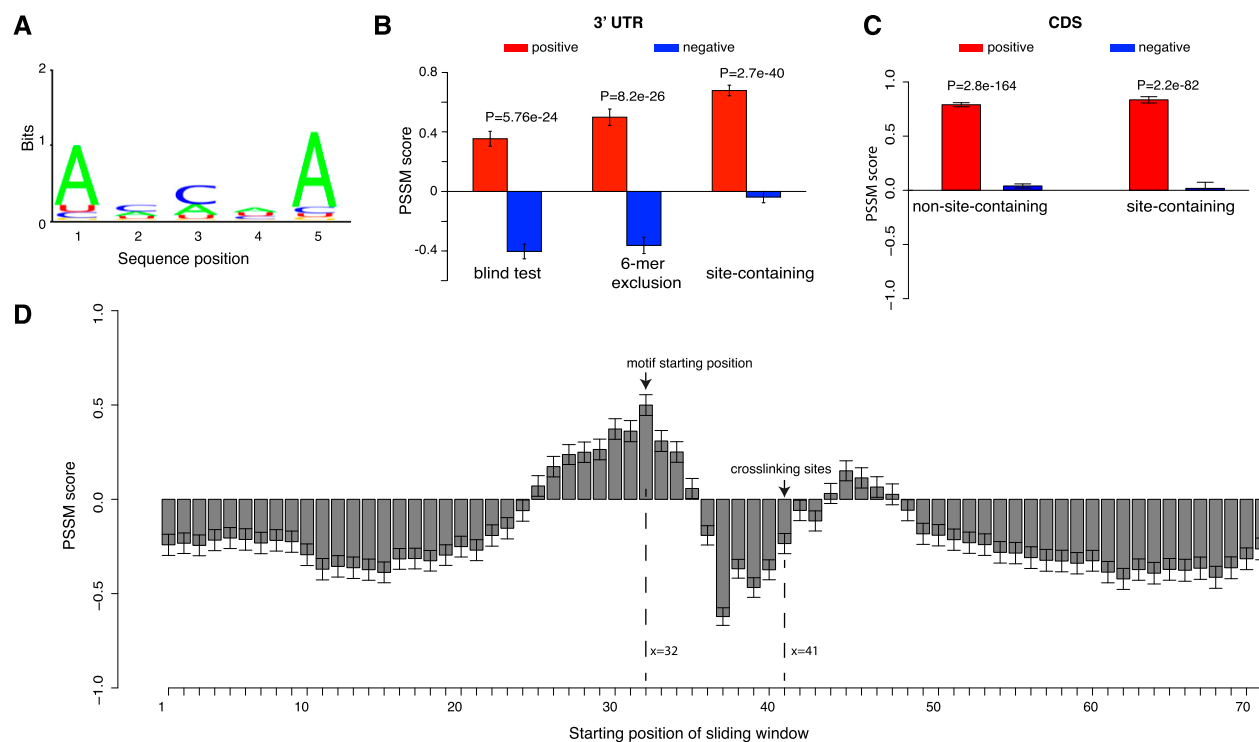 A
2
1
0
Bits
A U C
C A U
C A U
A U C
A C U
1 2 3 4 5
Sequence position
B
3' UTR
positive negative
0.8
0.4
0
-0.4
PSSM score
P=5.76e-24
P=8.2e-26
P=2.7e-40
blind test
6-mer
exclusion
site-containing
C
CDS
positive negative
1.0
0.5
0.0
−0.5
−1.0
PSSM score
P=2.8e-164
P=2.2e-82
non-site-containing
site-containing
D
1.0
0.5
0.0
−0.5
−1.0
PSSM score
motif starting position
crosslinking sites
x=32
x=41
1 10 20 30 40 50 60 70
Starting position of sliding window